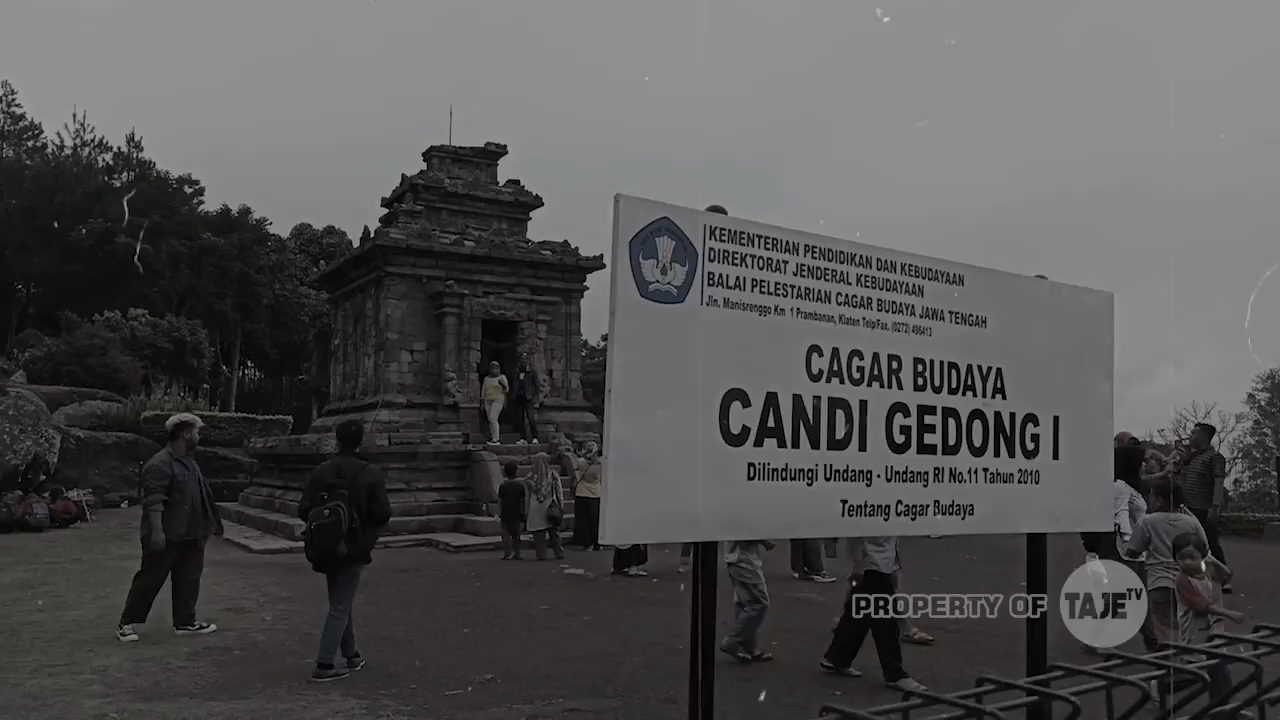 KEMENTERIAN PENDIDIKAN DAN KEBUDAYAAN
DIREKTORAT JENDERAL KEBUDAYAAN
BALAI PELESTARIAN CAGAR BUDAYA JAWA TENGAH
Jln. Manisrenggo Km 1 Prambanan, Klaten Telp/Fax. (0272) 496413
CAGAR BUDAYA
CANDI GEDONG I
Dilindungi Undang - Undang RI No.11 Tahun 2010
Tentang Cagar Budaya
PROPERTY OF TAJE TV